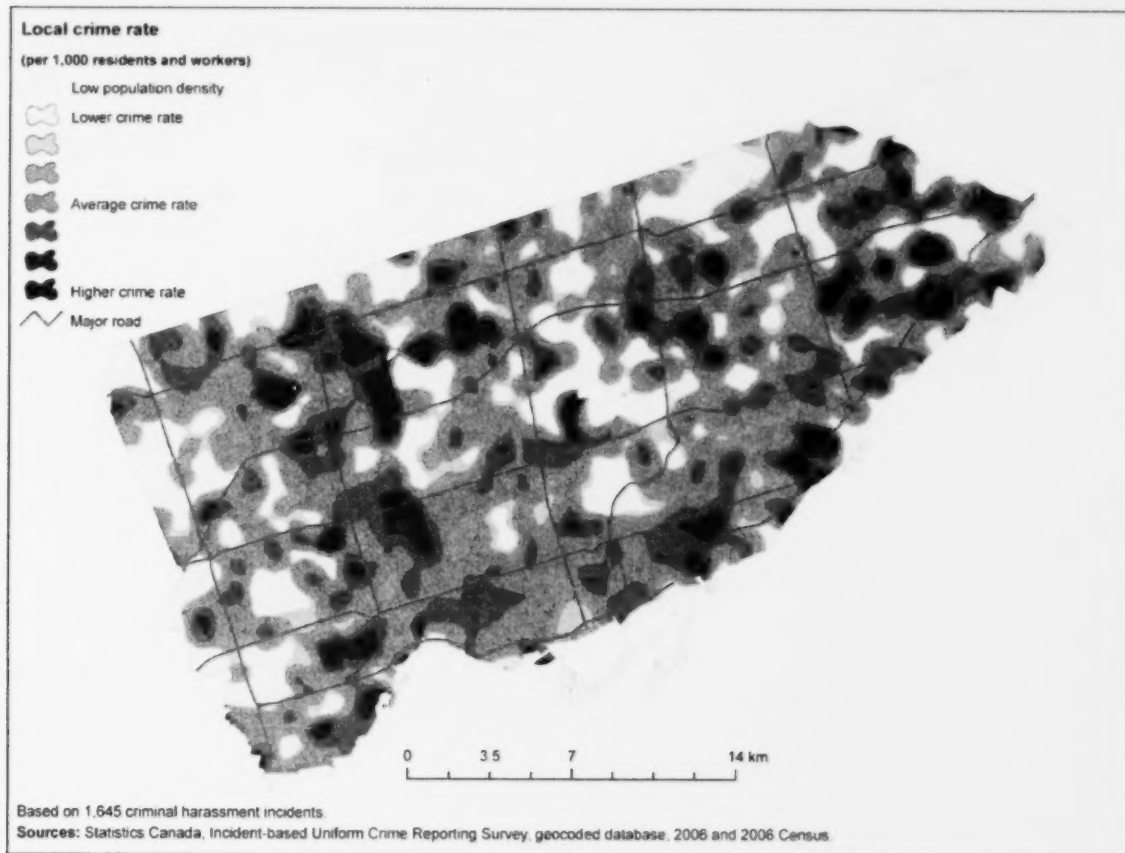 Local crime rate
(per 1,000 residents and workers)
Low population density
Lower crime rate
Average crime rate
Higher crime rate
Major road
0 3.5 7 14 km
Based on 1,645 criminal harassment incidents.
Sources: Statistics Canada, Incident-based Uniform Crime Reporting Survey, geocoded database, 2006 and 2006 Census.